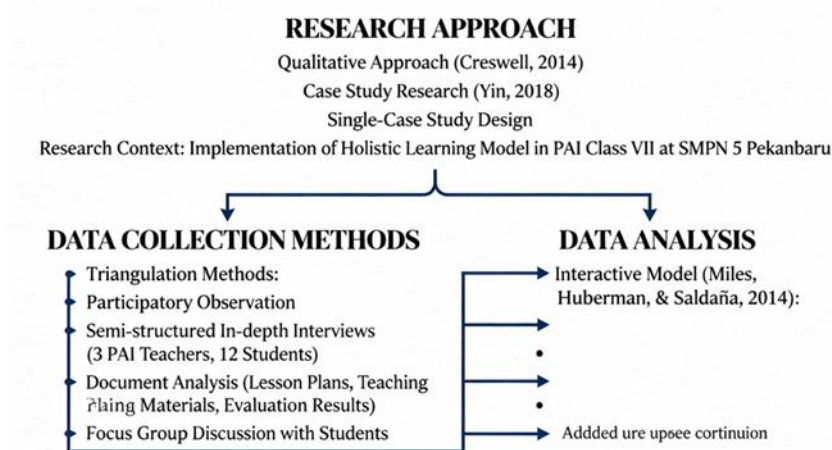 RESEARCH APPROACH
Qualitative Approach (Creswell, 2014)
Case Study Research (Yin, 2018)
Single-Case Study Design
Research Context: Implementation of Holistic Learning Model in PAI Class VII at SMPN 5 Pekanbaru
DATA COLLECTION METHODS
Triangulation Methods:
Participatory Observation
Semi-structured In-depth Interviews
(3 PAI Teachers, 12 Students)
Document Analysis (Lesson Plans, Teaching
Materials, Evaluation Results)
Focus Group Discussion with Students
DATA ANALYSIS
Interactive Model (Miles,
Huberman, & Saldaña, 2014):
Addded ure upsee cortinuion